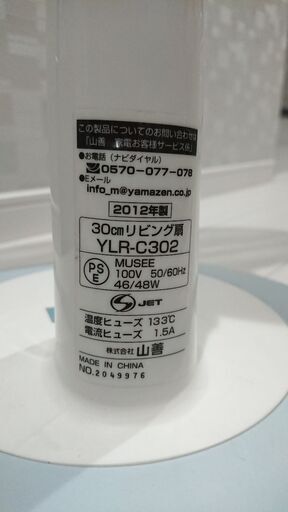 この製品についてのお問い合わせは
「山善 家電お客様サービス係」
●お電話（ナビダイヤル）
0570-077-078
●Eメール
info_m@yamazen.co.jp
2012年製
30cmリビング扇
YLR-C302
PS
E
MUSEE
100V 50/60Hz
46/48W
JET
温度ヒューズ 133℃
電流ヒューズ 1.5A
株式会社 山善
MADE IN CHINA
NO.2049976